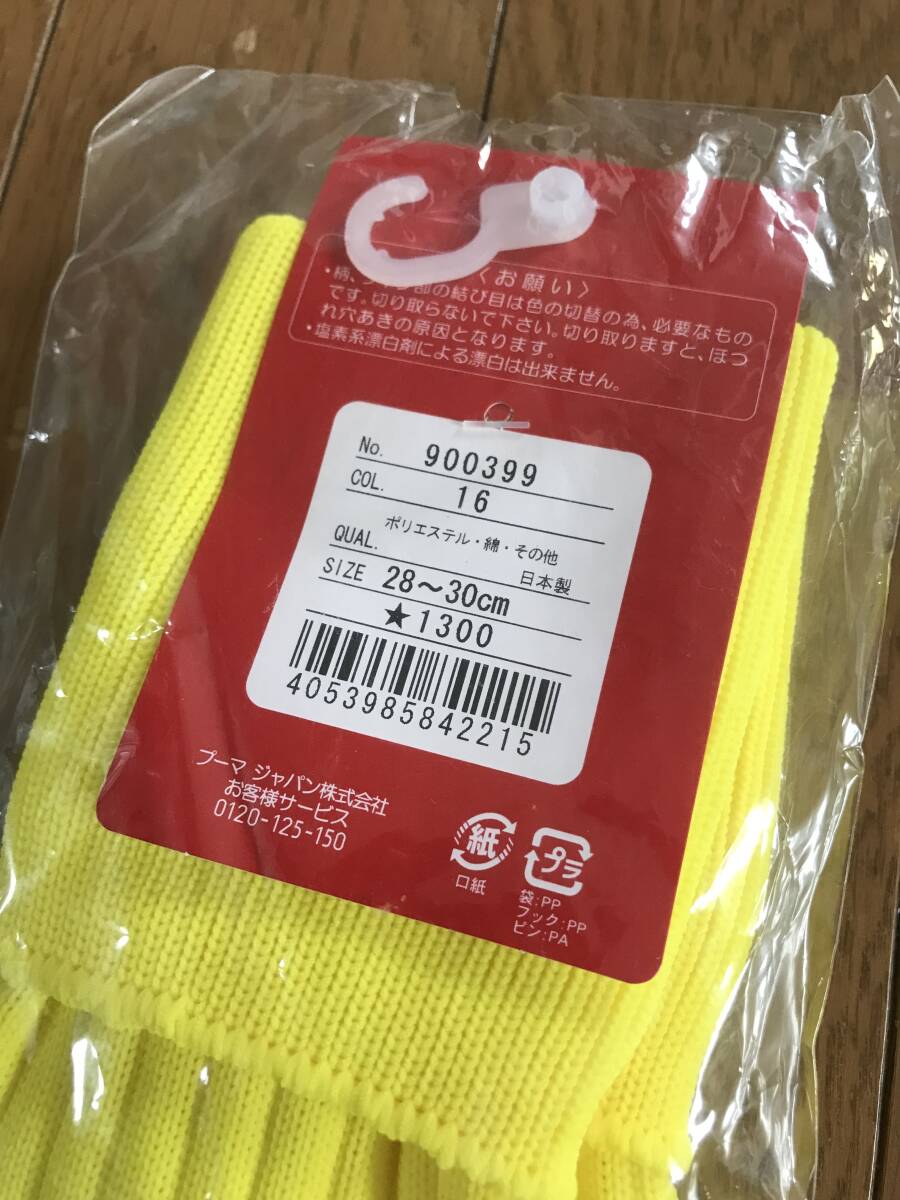 〈お願い〉
・柄、 部の結び目は色の切替の為、必要なもの
です。切り取らないで下さい。切り取りますと、ほつ
れ穴あきの原因となります。
・塩素系漂白剤による漂白は出来ません。
No. 900399
COL. 16
QUAL. ポリエステル・綿・その他
日本製
SIZE 28〜30cm
★1300
4053985842215
プーマ ジャパン株式会社
お客様サービス
0120-125-150
紙
口紙
プラ
袋:PP
フック:PP
ピン:PA